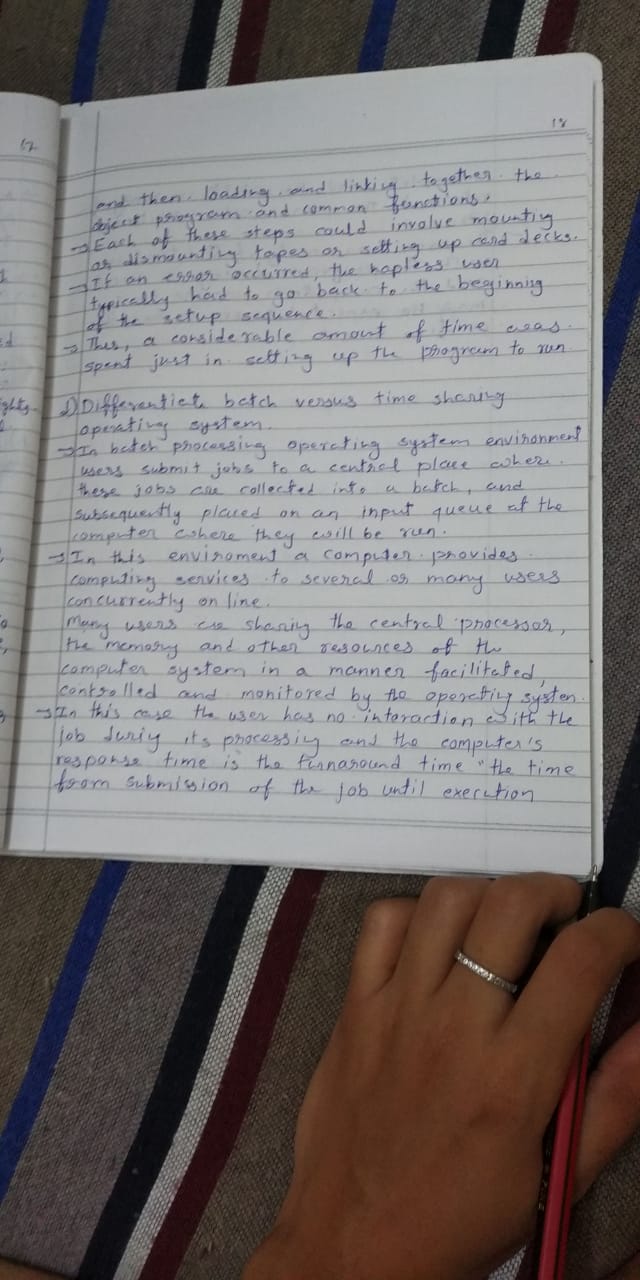 17
18
and then loading and linking together the
object program and common functions.
→ Each of these steps could involve mounting
or dismounting tapes or setting up card decks.
→ If an error occurred, the hapless user
typically had to go back to the beginning
of the setup sequence.
→ Thus, a considerable amout of time was
spent just in setting up the program to run
2) Differentiate batch versus time sharing
operating system.
→ In batch processing operating system environment
users submit jobs to a central place where
these jobs are collected into a batch, and
subsequently placed on an input queue at the
computer where they will be run.
→ In this enviroment a computer provides
computing services to several or many users
concurrently on line.
Many users are sharing the central processor,
the memory and other resources of the
computer system in a manner facilitated,
controlled and monitored by the operating system.
→ In this case the user has no interaction with the
job during its processing and the computer's
response time is the turnaround time "the time
from submission of the job until execution